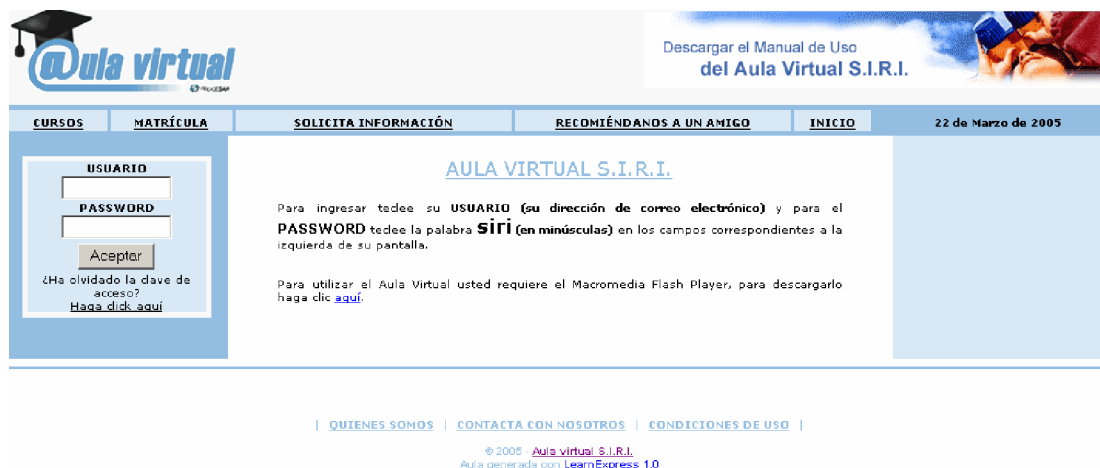 @ula virtual
PROCESAP
Descargar el Manual de Uso
del Aula Virtual S.I.R.I.
CURSOS
MATRÍCULA
SOLICITA INFORMACIÓN
RECOMIÉNDANOS A UN AMIGO
INICIO
22 de Marzo de 2005
USUARIO
PASSWORD
Aceptar
¿Ha olvidado la clave de
acceso?
Haga click aquí
AULA VIRTUAL S.I.R.I.
Para ingresar teclee su USUARIO (su dirección de correo electrónico) y para el
PASSWORD teclee la palabra siri (en minúsculas) en los campos correspondientes a la
izquierda de su pantalla.
Para utilizar el Aula Virtual usted requiere el Macromedia Flash Player, para descargarlo
haga clic aquí.
| QUIENES SOMOS | CONTACTA CON NOSOTROS | CONDICIONES DE USO |
© 2005 - Aula virtual S.I.R.I.
Aula generada con LearnExpress 1.0